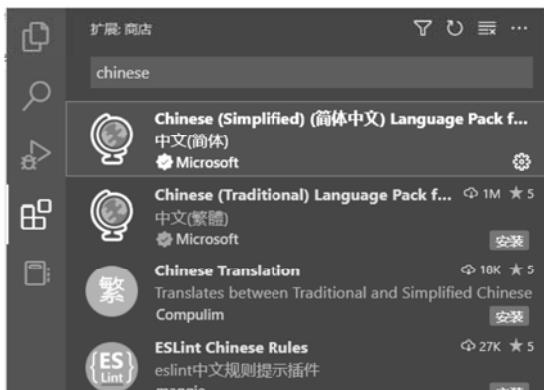 扩展: 商店
chinese
Chinese (Simplified) (简体中文) Language Pack f...
中文(简体)
Microsoft
Chinese (Traditional) Language Pack f... 1M ★ 5
中文(繁體)
Microsoft 安装
繁
Chinese Translation 18K ★ 5
Translates between Traditional and Simplified Chinese
Compulim 安装
{ES}
Lint
ESLint Chinese Rules 27K ★ 5
eslint中文规则提示插件